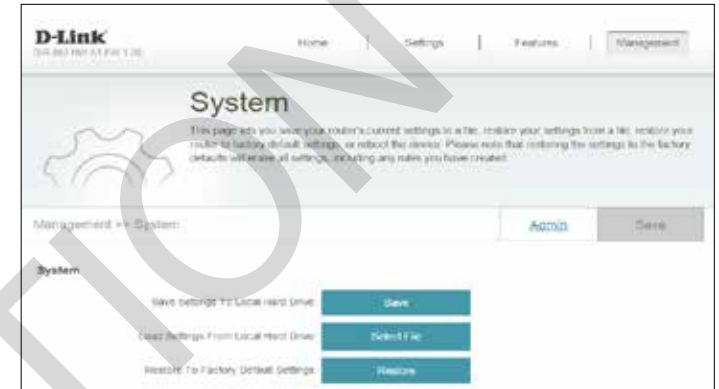 D-Link
Home | Settings | Features | Management
System
This page lets you save your router's current settings to a file, restore your settings from a file, restore your
router to factory default settings, or reboot the device. Please note that restoring the settings to the factory
defaults will erase all settings, including any rules you have created.
Management >> System
Admin
Save
System
Save Settings To Local Hard Drive: Save
Load Settings From Local Hard Drive: Select File
Restore To Factory Default Settings: Restore